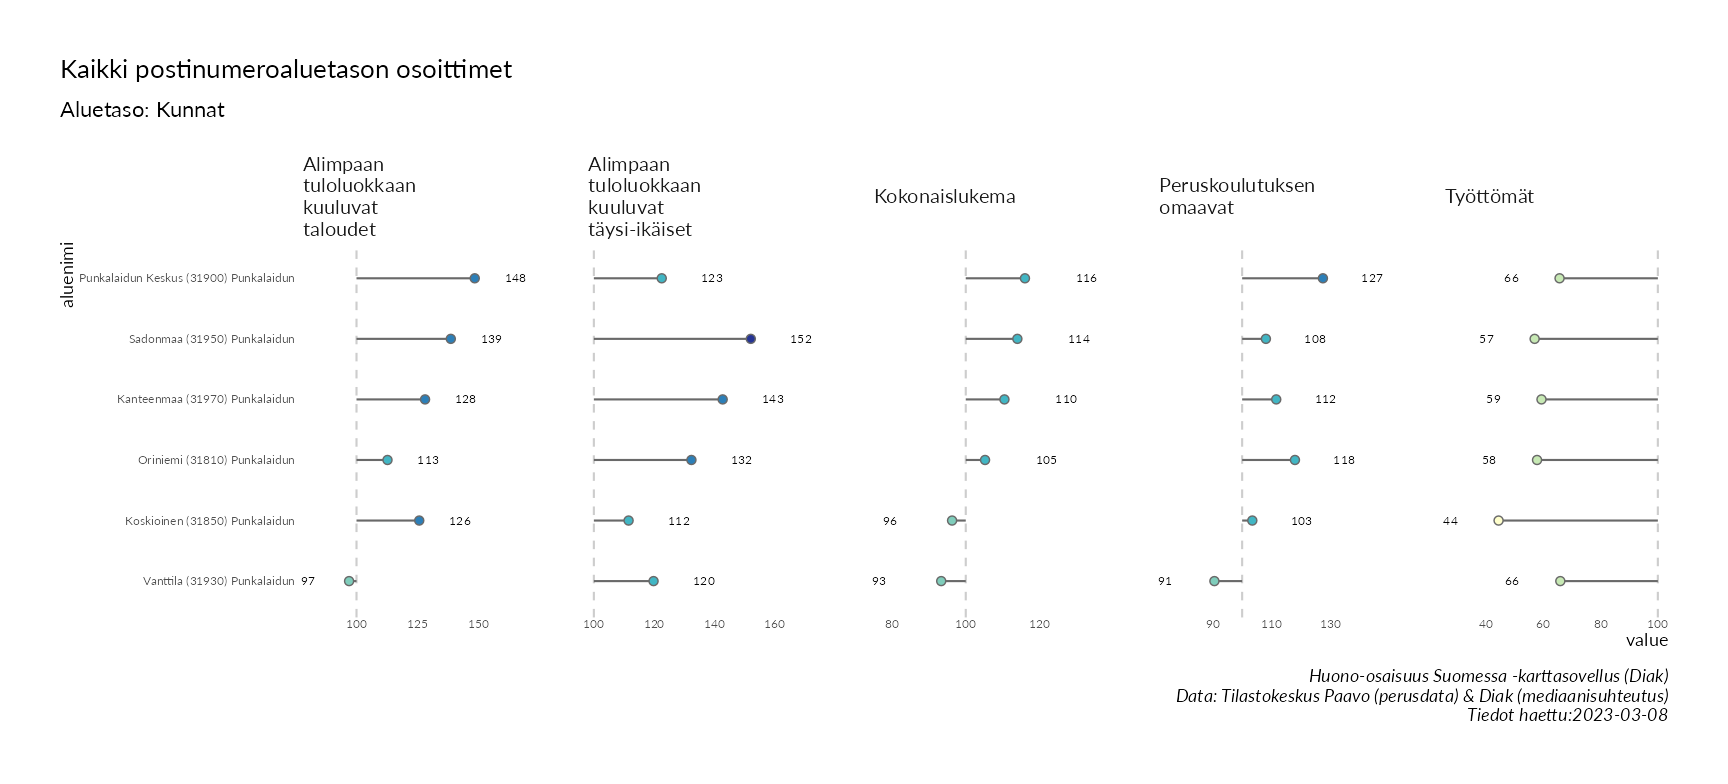 Kaikki postinumeroaluetason osoittimet
Aluetaso: Kunnat
Alimpaan
tuloluokkaan
kuuluvat
taloudet
Alimpaan
tuloluokkaan
kuuluvat
täysi-ikäiset
Kokonaislukema
Peruskoulutuksen
omaavat
Työttömät
aluenimi
Punkalaidun Keskus (31900) Punkalaidun 148 123 116 127 66
Sadonmaa (31950) Punkalaidun 139 152 114 108 57
Kanteenmaa (31970) Punkalaidun 128 143 110 112 59
Oriniemi (31810) Punkalaidun 113 132 105 118 58
Koskioinen (31850) Punkalaidun 126 112 96 103 44
Vanttila (31930) Punkalaidun 97 120 93 91 66
100 125 150 100 120 140 160 80 100 120 90 110 130 40 60 80 100
value
Huono-osaisuus Suomessa -karttasovellus (Diak)
Data: Tilastokeskus Paavo (perusdata) & Diak (mediaanisuhteutus)
Tiedot haettu:2023-03-08